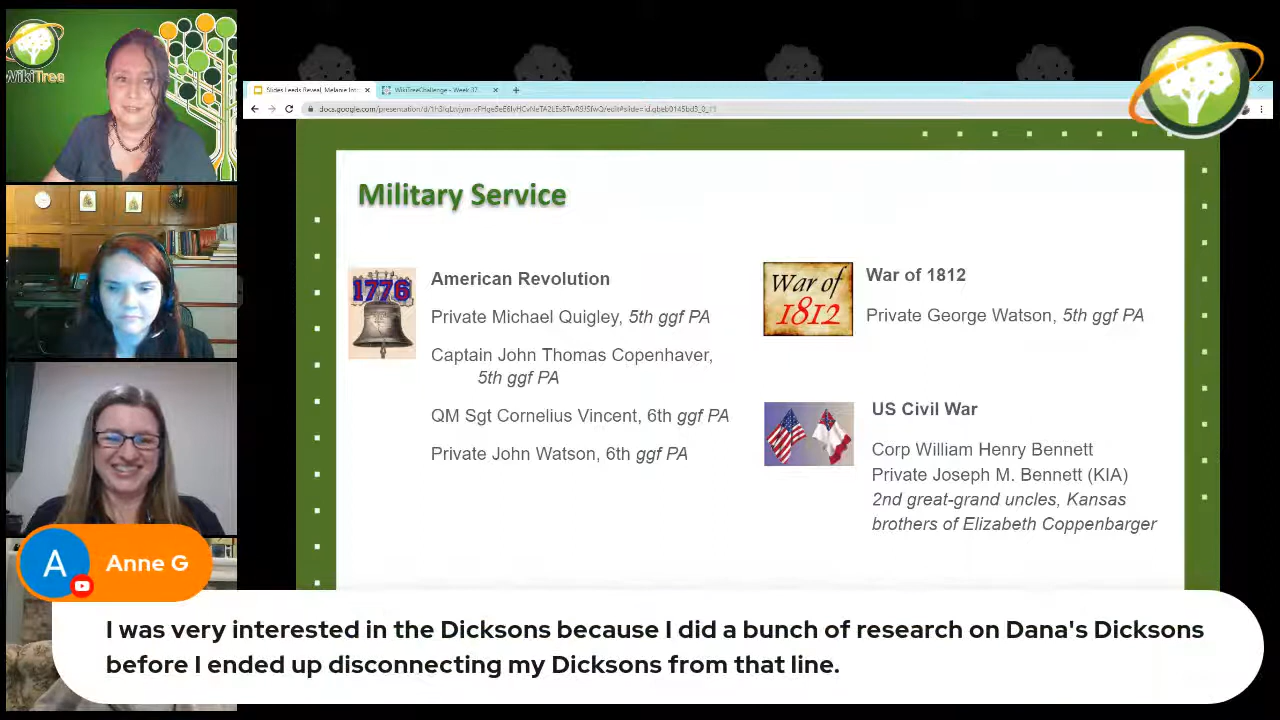 WikiTree
WikiTreeChallenge - Week 37
Military Service
1776
American Revolution
Private Michael Quigley, 5th ggf PA
Captain John Thomas Copenhaver,
5th ggf PA
QM Sgt Cornelius Vincent, 6th ggf PA
Private John Watson, 6th ggf PA
War of
1812
War of 1812
Private George Watson, 5th ggf PA
US Civil War
Corp William Henry Bennett
Private Joseph M. Bennett (KIA)
2nd great-grand uncles, Kansas
brothers of Elizabeth Coppenbarger
A
Anne G
I was very interested in the Dicksons because I did a bunch of research on Dana's Dicksons
before I ended up disconnecting my Dicksons from that line.